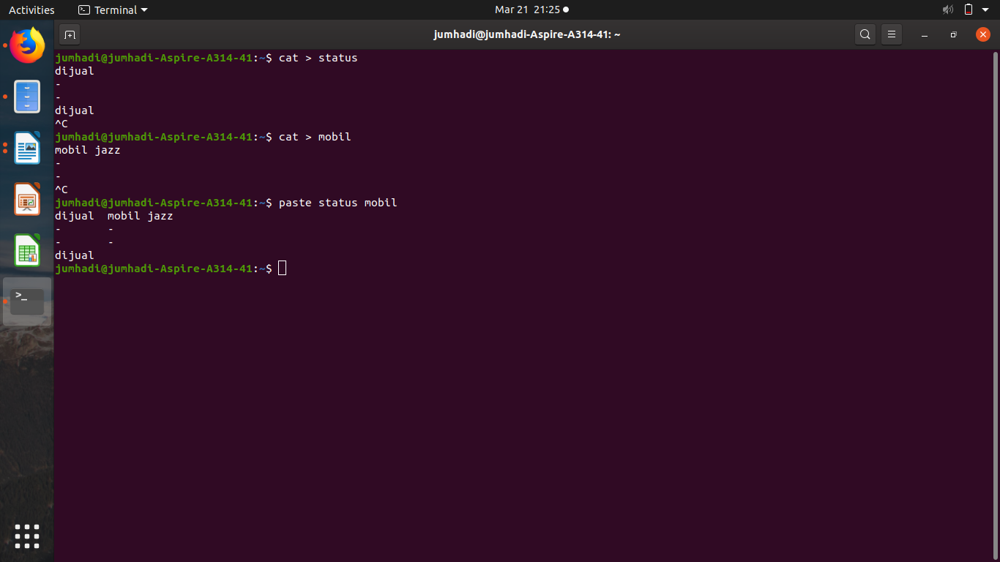 Activities Terminal Mar 21 21:25
jumhadi@jumhadi-Aspire-A314-41: ~
jumhadi@jumhadi-Aspire-A314-41:~$ cat > status
dijual
-
-
dijual
^C
jumhadi@jumhadi-Aspire-A314-41:~$ cat > mobil
mobil jazz
-
-
^C
jumhadi@jumhadi-Aspire-A314-41:~$ paste status mobil
dijual  mobil jazz
-       -
-       -
dijual
jumhadi@jumhadi-Aspire-A314-41:~$
>_